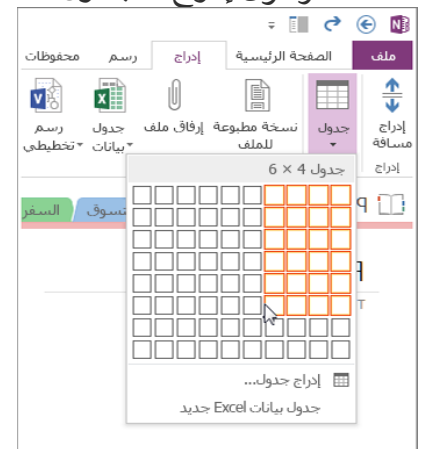 ملف الصفحة الرئيسية إدراج رسم محفوظات
إدراج مسافة
جدول
نسخة مطبوعة للملف
إرفاق ملف
جدول بيانات
رسم تخطيطي
إدراج
جدول 4 × 6
P
تسوق
السفر
T
إدراج جدول...
جدول بيانات Excel جديد